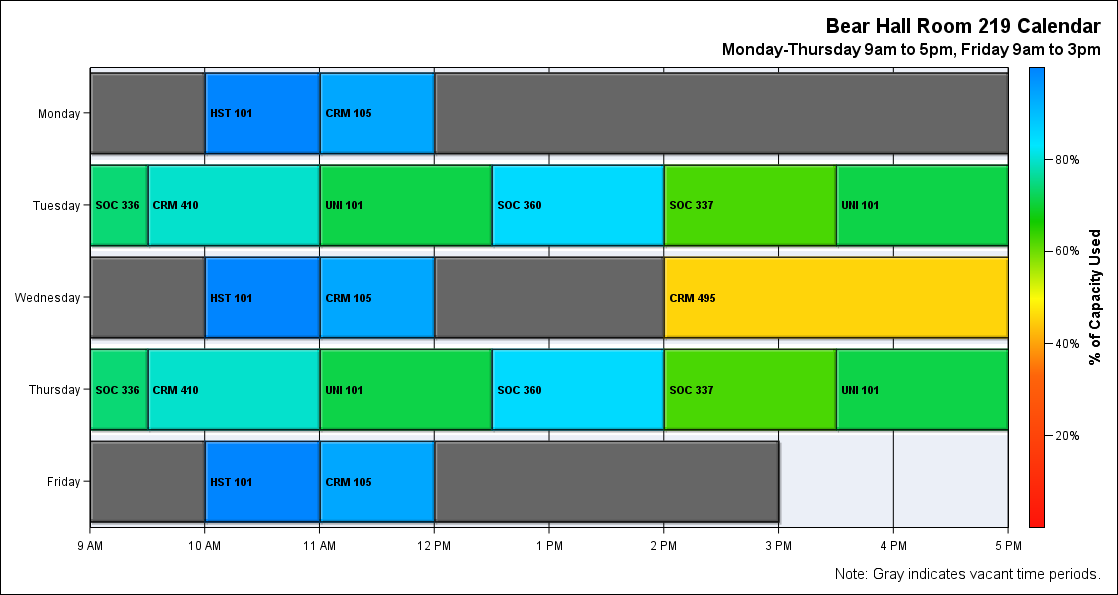 Bear Hall Room 219 Calendar
Monday-Thursday 9am to 5pm, Friday 9am to 3pm
Monday
HST 101
CRM 105
Tuesday
SOC 336
CRM 410
UNI 101
SOC 360
SOC 337
UNI 101
Wednesday
HST 101
CRM 105
CRM 495
Thursday
SOC 336
CRM 410
UNI 101
SOC 360
SOC 337
UNI 101
Friday
HST 101
CRM 105
9 AM
10 AM
11 AM
12 PM
1 PM
2 PM
3 PM
4 PM
5 PM
80%
60%
40%
20%
% of Capacity Used
Note: Gray indicates vacant time periods.